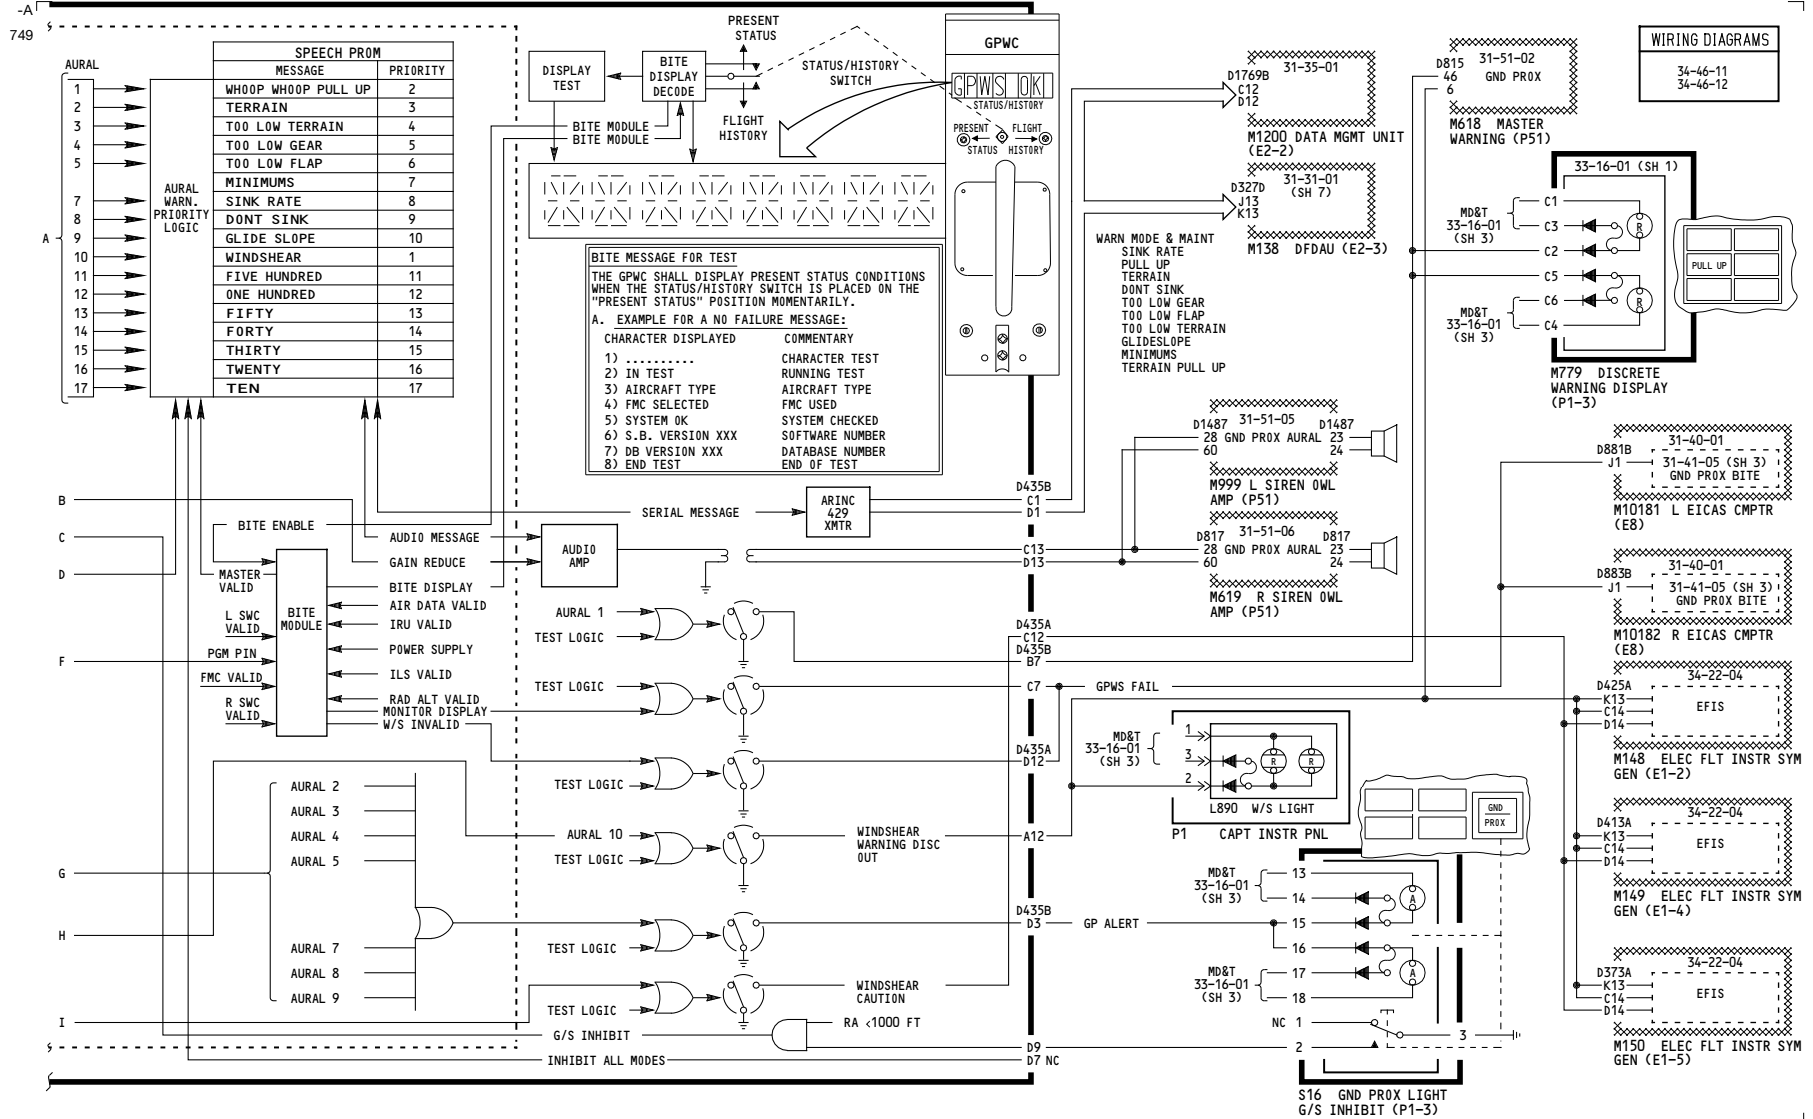 -A
749
AURAL
1
2
3
4
5
7
8
9
10
11
12
13
14
15
16
17
A
AURAL
WARN.
PRIORITY
LOGIC
SPEECH PROM
MESSAGE PRIORITY
WHOOP WHOOP PULL UP 2
TERRAIN 3
TOO LOW TERRAIN 4
TOO LOW GEAR 5
TOO LOW FLAP 6
MINIMUMS 7
SINK RATE 8
DONT SINK 9
GLIDE SLOPE 10
WINDSHEAR 1
FIVE HUNDRED 11
ONE HUNDRED 12
FIFTY 13
FORTY 14
THIRTY 15
TWENTY 16
TEN 17
DISPLAY
TEST
BITE
DISPLAY
DECODE
PRESENT
STATUS
FLIGHT
HISTORY
STATUS/HISTORY
SWITCH
BITE MODULE
BITE MODULE
GPWC
GPWS OK
STATUS/HISTORY
PRESENT FLIGHT
STATUS HISTORY
BITE MESSAGE FOR TEST
THE GPWC SHALL DISPLAY PRESENT STATUS CONDITIONS
WHEN THE STATUS/HISTORY SWITCH IS PLACED ON THE
"PRESENT STATUS" POSITION MOMENTARILY.
A. EXAMPLE FOR A NO FAILURE MESSAGE:
CHARACTER DISPLAYED COMMENTARY
1) .......... CHARACTER TEST
2) IN TEST RUNNING TEST
3) AIRCRAFT TYPE AIRCRAFT TYPE
4) FMC SELECTED FMC USED
5) SYSTEM OK SYSTEM CHECKED
6) S.B. VERSION XXX SOFTWARE NUMBER
7) DB VERSION XXX DATABASE NUMBER
8) END TEST END OF TEST
D1769B
C12
D12
31-35-01
M1200 DATA MGMT UNIT
(E2-2)
D327D
J13
K13
31-31-01
(SH 7)
M138 DFDAU (E2-3)
WARN MODE & MAINT
SINK RATE
PULL UP
TERRAIN
DONT SINK
TOO LOW GEAR
TOO LOW FLAP
TOO LOW TERRAIN
GLIDESLOPE
MINIMUMS
TERRAIN PULL UP
D815
46
6
31-51-02
GND PROX
M618 MASTER
WARNING (P51)
WIRING DIAGRAMS
34-46-11
34-46-12
33-16-01 (SH 1)
MD&T
33-16-01
(SH 3)
C1
C3
C2
C5
C6
C4
R
R
MD&T
33-16-01
(SH 3)
PULL UP
M779 DISCRETE
WARNING DISPLAY
(P1-3)
D1487 31-51-05 D1487
28 GND PROX AURAL 23
60 24
M999 L SIREN OWL
AMP (P51)
D817 31-51-06 D817
28 GND PROX AURAL 23
60 24
M619 R SIREN OWL
AMP (P51)
D881B
J1
31-40-01
31-41-05 (SH 3)
GND PROX BITE
M10181 L EICAS CMPTR
(E8)
D883B
J1
31-40-01
31-41-05 (SH 3)
GND PROX BITE
M10182 R EICAS CMPTR
(E8)
B
C
D
F
G
H
I
BITE ENABLE
MASTER
VALID
L SWC
VALID
PGM PIN
FMC VALID
R SWC
VALID
BITE
MODULE
AUDIO MESSAGE
GAIN REDUCE
BITE DISPLAY
AIR DATA VALID
IRU VALID
POWER SUPPLY
ILS VALID
RAD ALT VALID
MONITOR DISPLAY
W/S INVALID
SERIAL MESSAGE
ARINC
429
XMTR
AUDIO
AMP
D435B
C1
D1
C13
D13
AURAL 1
TEST LOGIC
D435A
C12
D435B
B7
TEST LOGIC
C7
GPWS FAIL
D435A
D12
TEST LOGIC
AURAL 10
TEST LOGIC
WINDSHEAR
WARNING DISC
OUT
A12
AURAL 2
AURAL 3
AURAL 4
AURAL 5
AURAL 7
AURAL 8
AURAL 9
TEST LOGIC
D435B
D3
GP ALERT
TEST LOGIC
WINDSHEAR
CAUTION
G/S INHIBIT
RA <1000 FT
D9
INHIBIT ALL MODES
D7 NC
MD&T
33-16-01
(SH 3)
1
3
2
R
R
L890 W/S LIGHT
P1 CAPT INSTR PNL
GND
PROX
MD&T
33-16-01
(SH 3)
13
14
15
16
17
18
A
A
MD&T
33-16-01
(SH 3)
NC 1
2
3
S16 GND PROX LIGHT
G/S INHIBIT (P1-3)
D425A
K13
C14
D14
34-22-04
EFIS
M148 ELEC FLT INSTR SYM
GEN (E1-2)
D413A
K13
C14
D14
34-22-04
EFIS
M149 ELEC FLT INSTR SYM
GEN (E1-4)
D373A
K13
C14
D14
34-22-04
EFIS
M150 ELEC FLT INSTR SYM
GEN (E1-5)